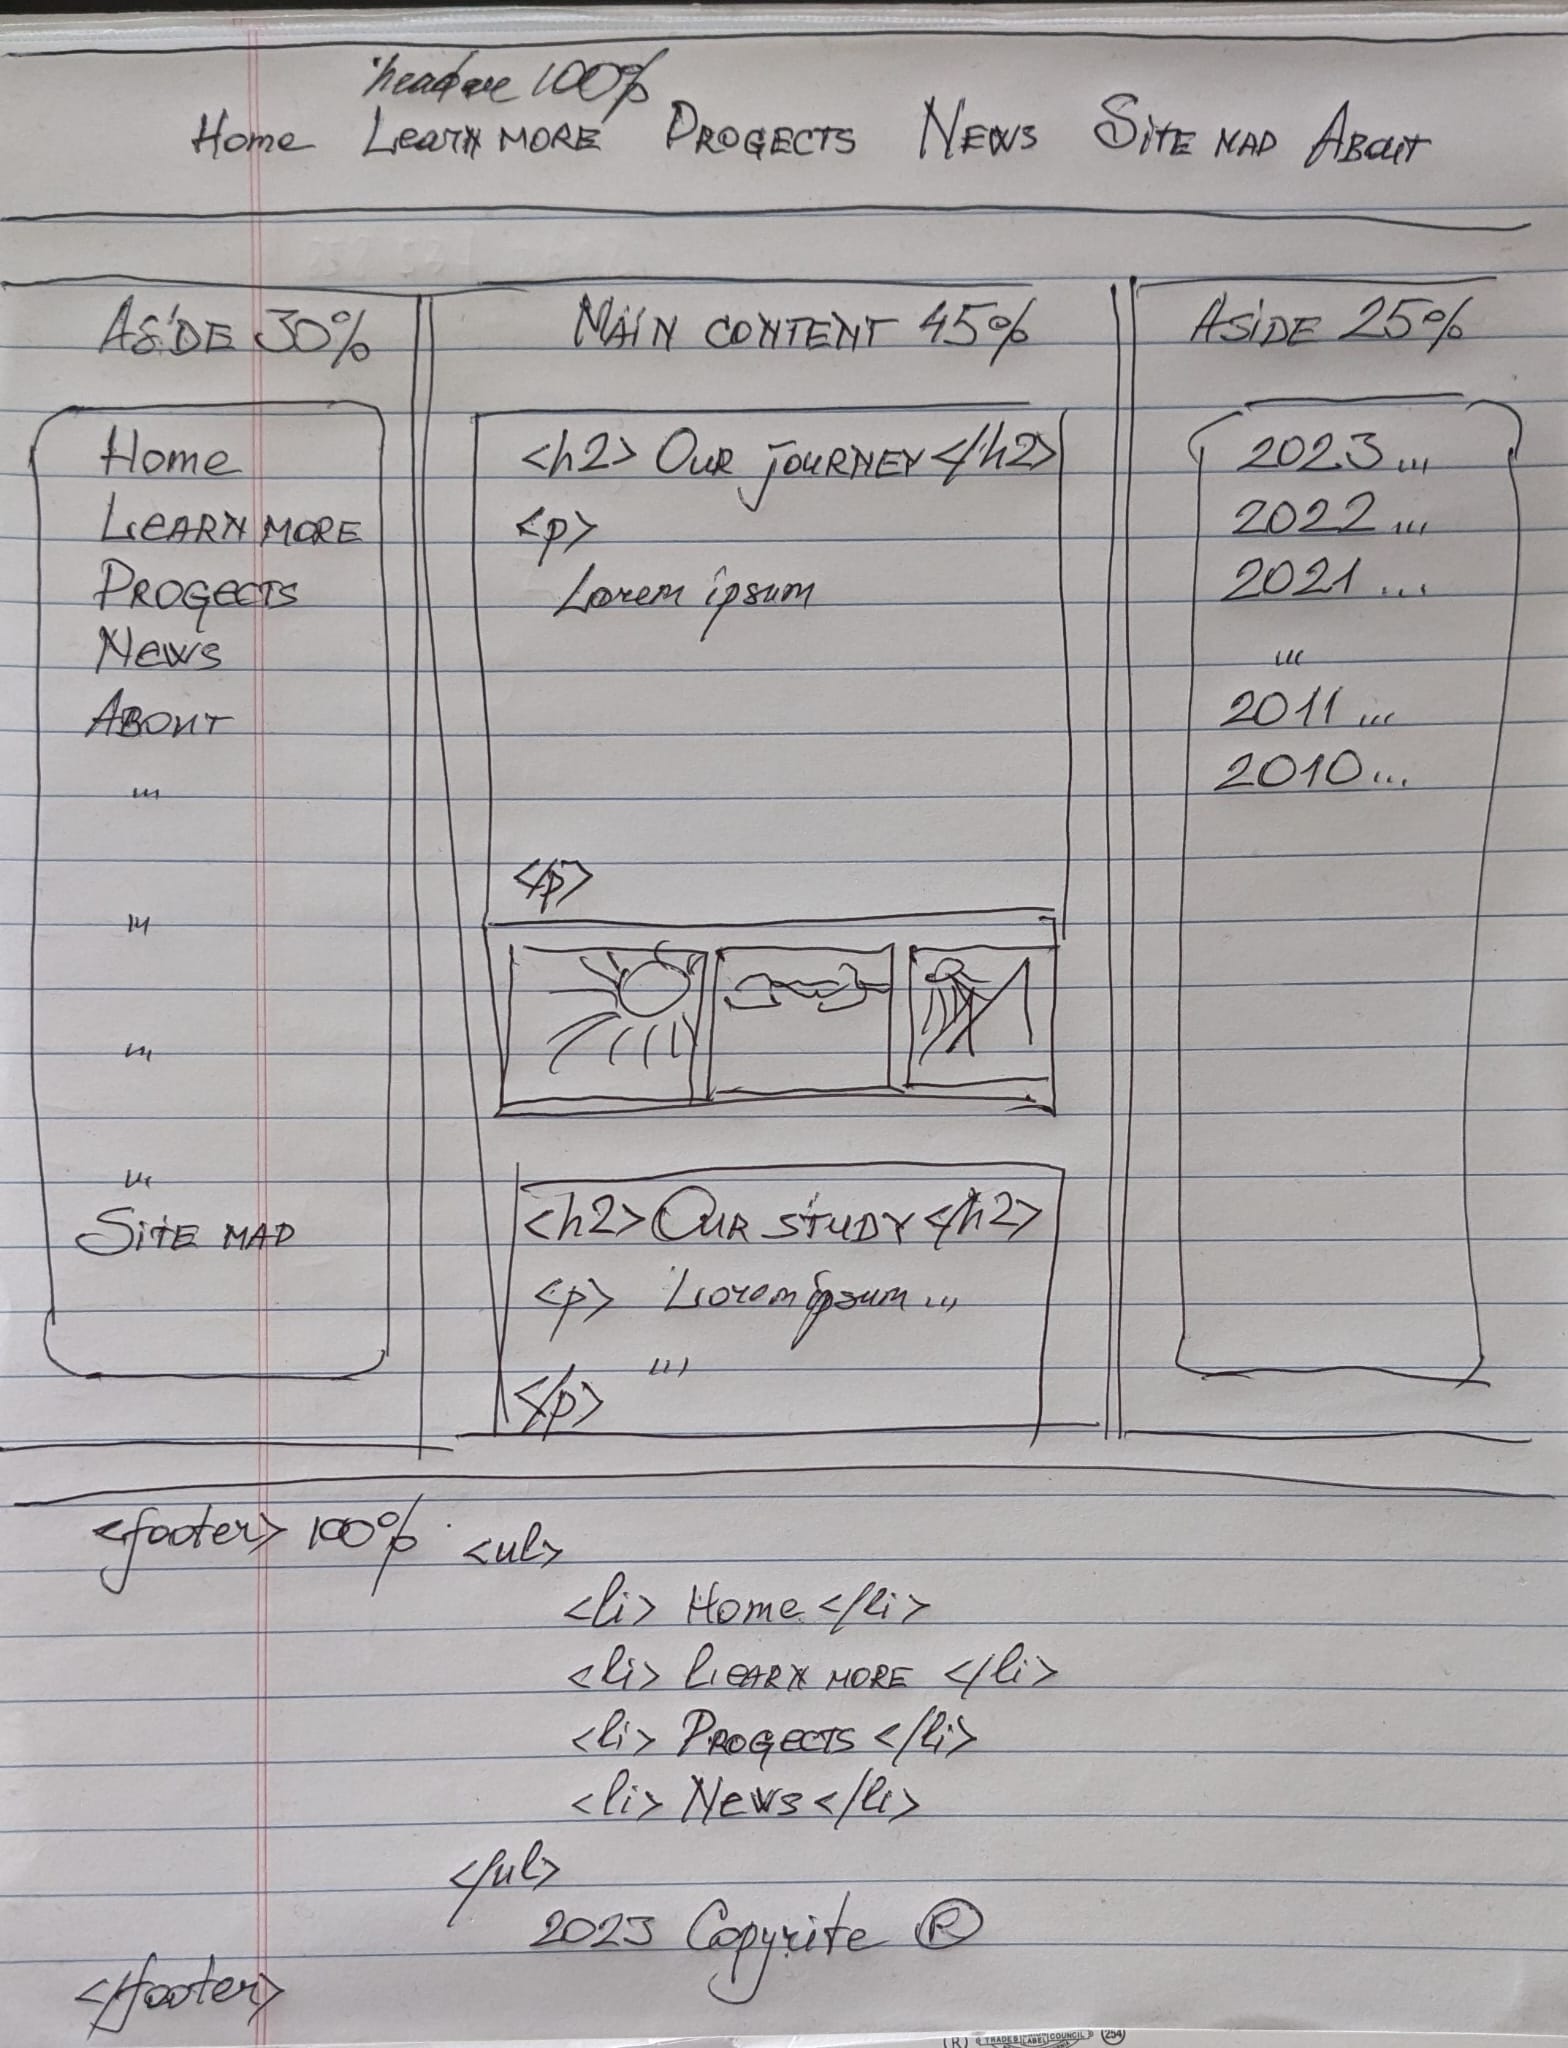 headre 100%
Home Learn more Progects News Site mad About
Aside 30%
Home
Learn more
Progects
News
About
...
...
...
...
Site mad
Main content 45%
<h2> Our journey </h2>
<p>
Lorem ipsum
</p>
<h2> Our study </h2>
<p> Lorem ipsum ...
...
</p>
Aside 25%
2023 ...
2022 ...
2021 ...
...
2011 ...
2010 ...
<footer> 100% <ul>
<li> Home </li>
<li> Learn more </li>
<li> Progects </li>
<li> News </li>
</ul>
2023 Copyrite ®
</footer>
(R) TRADES LABEL COUNCIL (254)